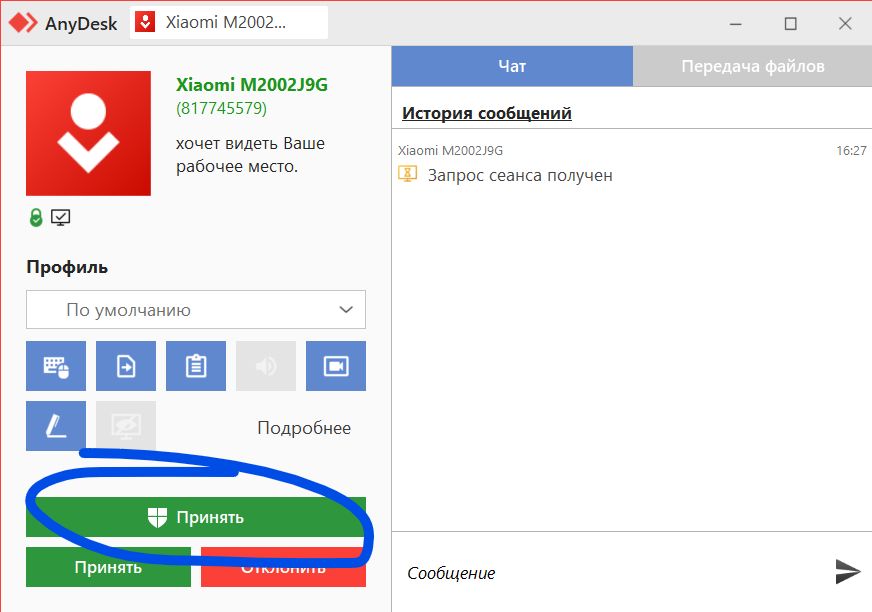 AnyDesk
Xiaomi M2002...
Xiaomi M2002J9G
(817745579)
хочет видеть Ваше
рабочее место.
Профиль
По умолчанию
Подробнее
Принять
Принять
Отклонить
Чат
Передача файлов
История сообщений
Xiaomi M2002J9G
16:27
Запрос сеанса получен
Сообщение